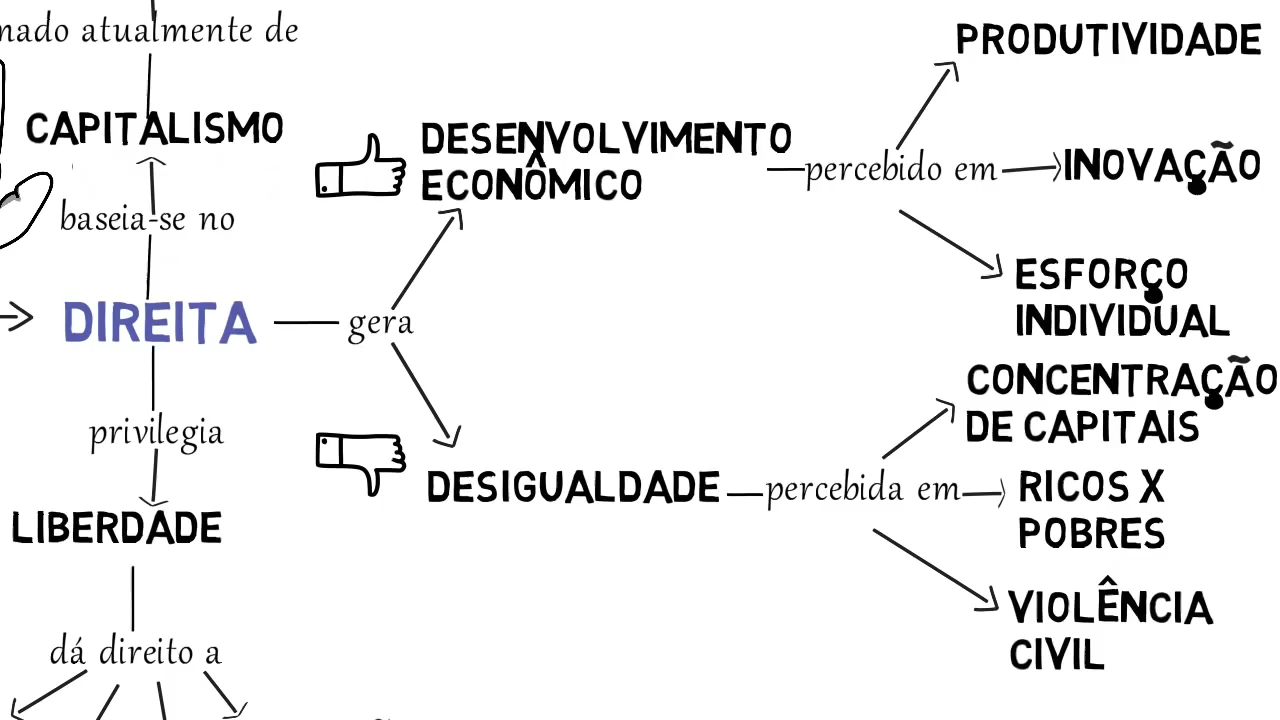 atualmente de
CAPITALISMO
baseia-se no
DIREITA
privilegia
LIBERDADE
dá direito a
gera
DESENVOLVIMENTO
ECONÔMICO
percebido em
PRODUTIVIDADE
INOVAÇÃO
ESFORÇO
INDIVIDUAL
DESIGUALDADE
percebida em
CONCENTRAÇÃO
DE CAPITAIS
RICOS X
POBRES
VIOLÊNCIA
CIVIL